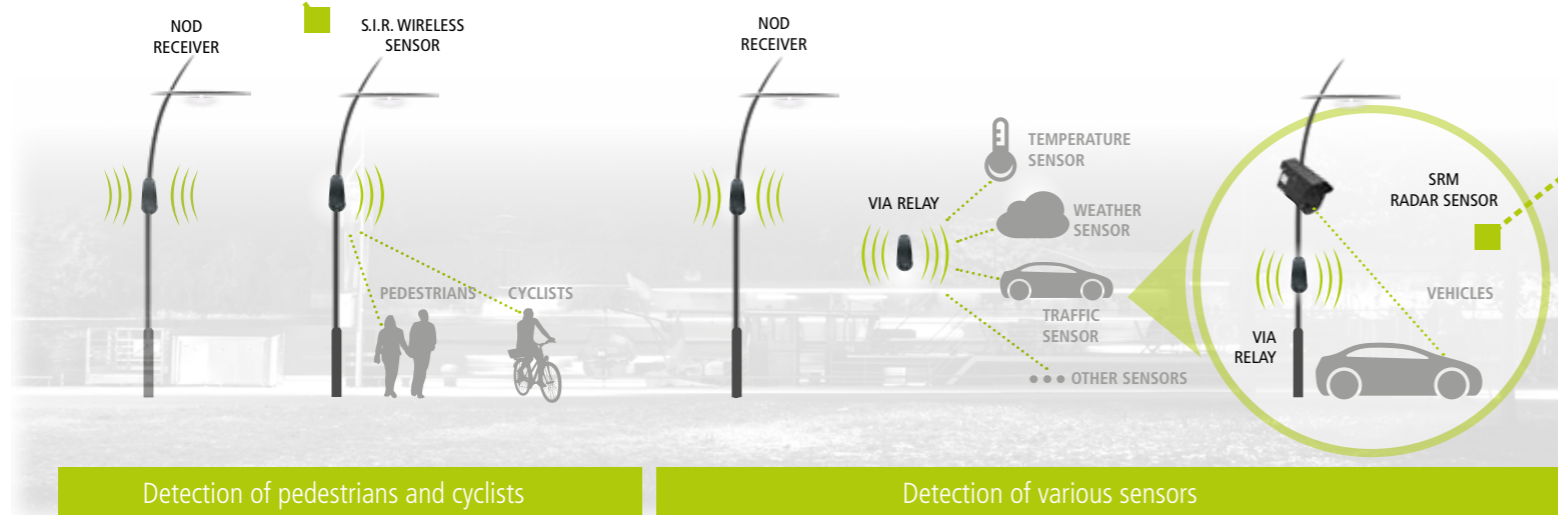 NOD
RECEIVER
S.I.R. WIRELESS
SENSOR
PEDESTRIANS
CYCLISTS
Detection of pedestrians and cyclists
NOD
RECEIVER
VIA RELAY
TEMPERATURE
SENSOR
WEATHER
SENSOR
TRAFFIC
SENSOR
OTHER SENSORS
SRM
RADAR SENSOR
VEHICLES
VIA
RELAY
Detection of various sensors